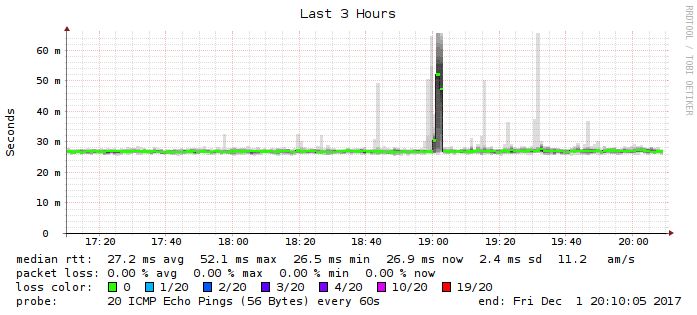 Last 3 Hours
RRDTOOL / TOBI OETIKER
Seconds
60 m
50 m
40 m
30 m
20 m
10 m
0
17:20 17:40 18:00 18:20 18:40 19:00 19:20 19:40 20:00
median rtt: 27.2 ms avg 52.1 ms max 26.5 ms min 26.9 ms now 2.4 ms sd 11.2 am/s
packet loss: 0.00 % avg 0.00 % max 0.00 % min 0.00 % now
loss color: 0 1/20 2/20 3/20 4/20 10/20 19/20
probe: 20 ICMP Echo Pings (56 Bytes) every 60s end: Fri Dec 1 20:10:05 2017